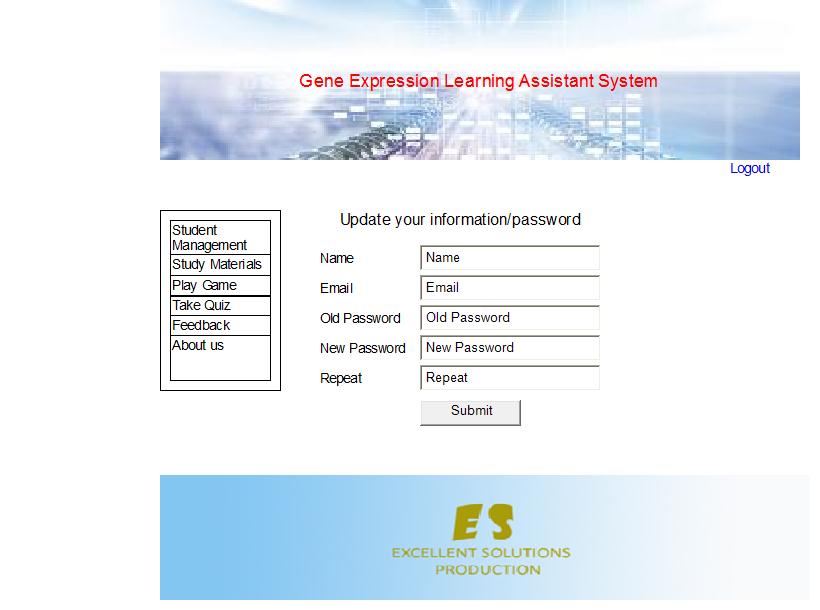 Gene Expression Learning Assistant System
Logout
Student
Management
Study Materials
Play Game
Take Quiz
Feedback
About us
Update your information/password
Name Name
Email Email
Old Password Old Password
New Password New Password
Repeat Repeat
Submit
ES
EXCELLENT SOLUTIONS
PRODUCTION